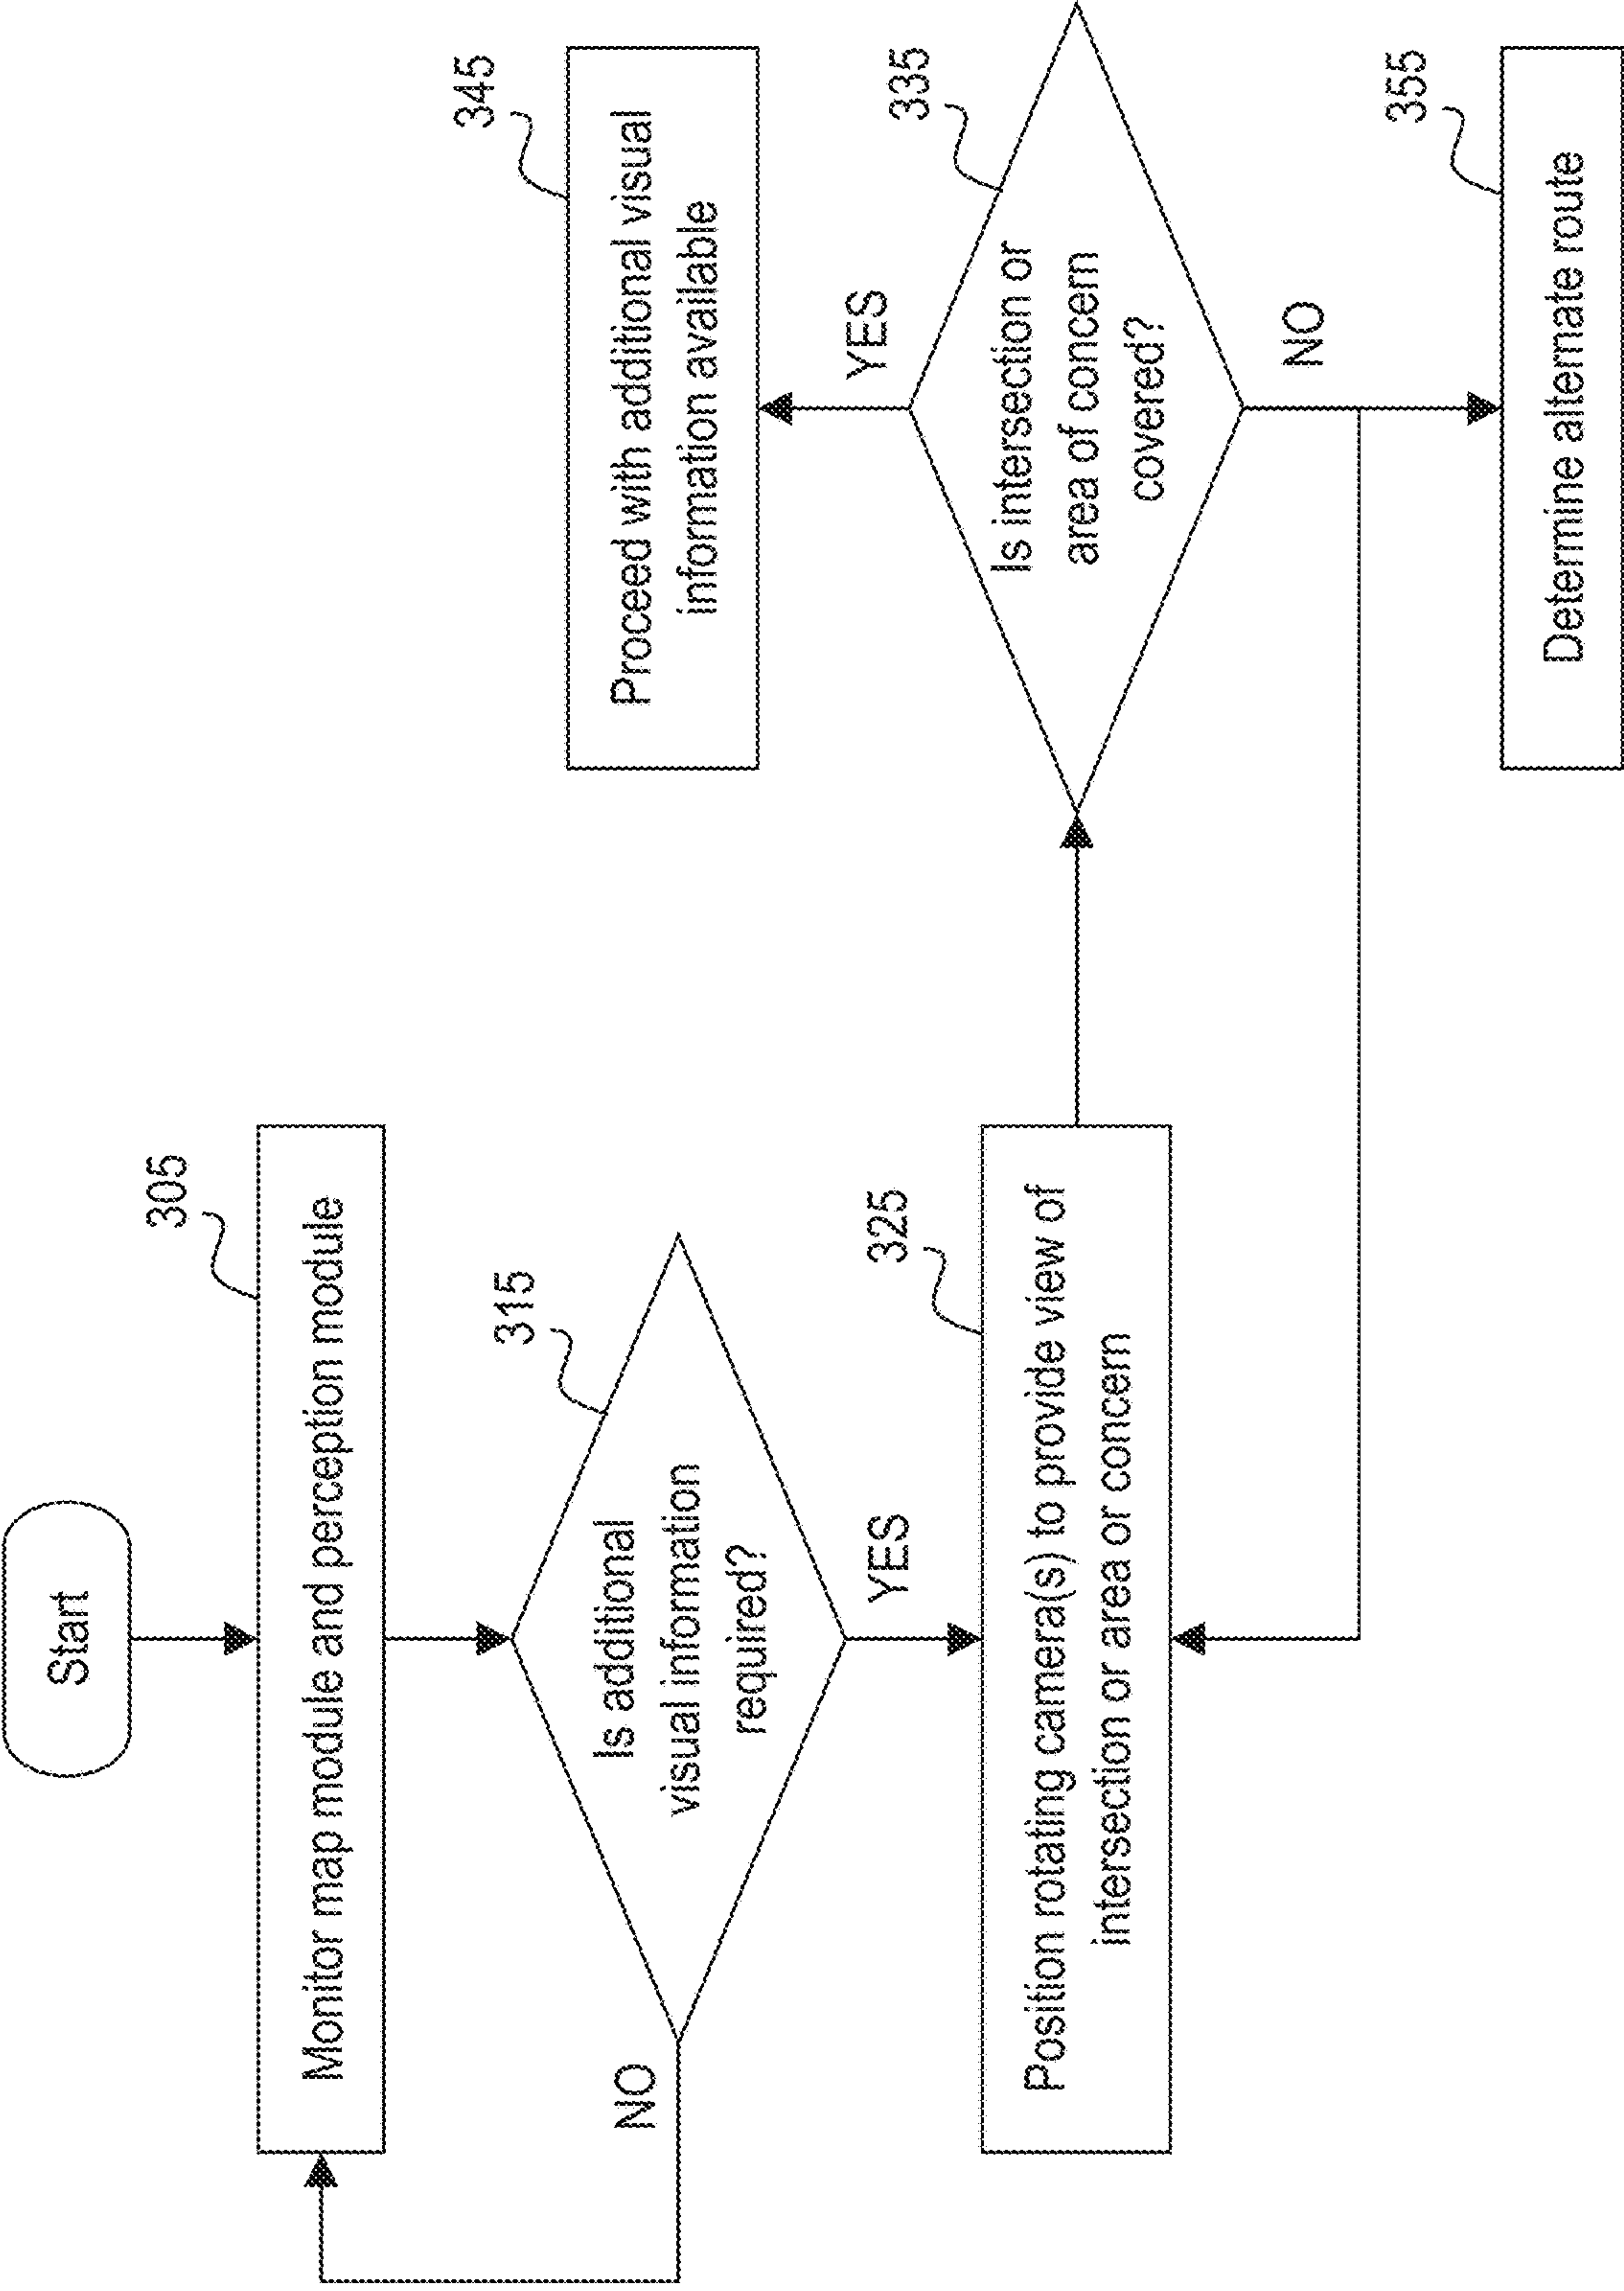 Start
305
Monitor map module and perception module
315
Is additional
visual information
required?
NO
YES
325
Position rotating camera(s) to provide view of
intersection or area or concern
345
Proceed with additional visual
information available
YES
335
Is intersection or
area of concern
covered?
NO
355
Determine alternate route